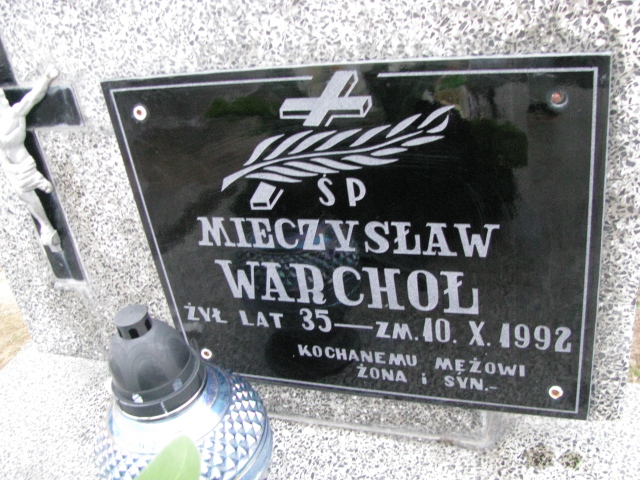 ŚP
MIECZYSŁAW
WARCHOŁ
ŻYŁ LAT 35 — ZM. 10. X. 1992
KOCHANEMU MĘŻOWI
ŻONA i SYN.-